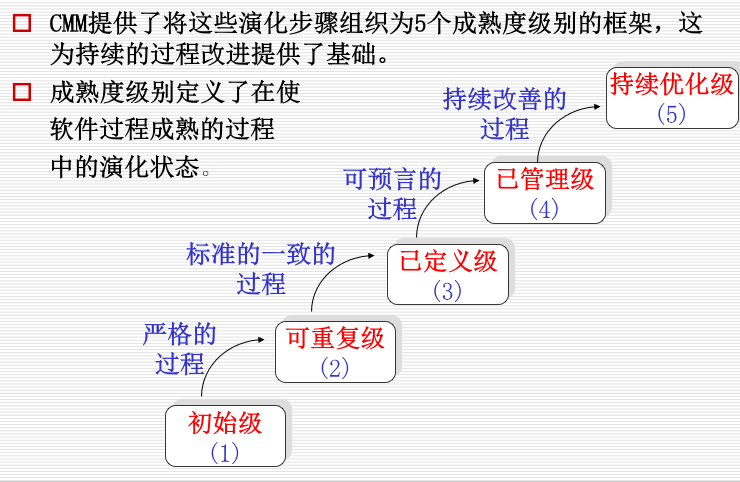 CMM提供了将这些演化步骤组织为5个成熟度级别的框架，这
为持续的过程改进提供了基础。
成熟度级别定义了在使
软件过程成熟的过程
中的演化状态。
持续优化级
（5）
持续改善的
过程
已管理级
（4）
可预言的
过程
已定义级
（3）
标准的一致的
过程
可重复级
（2）
严格的
过程
初始级
（1）